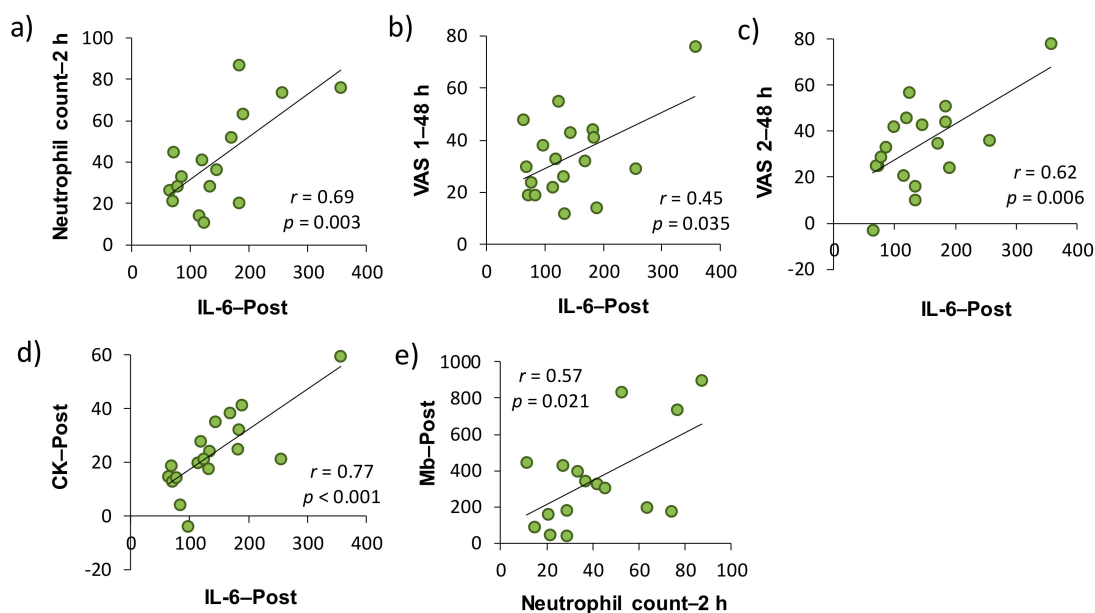 a)
Neutrophil count–2 h
100
80
60
40
20
0
0 100 200 300 400
IL-6–Post
r = 0.69
p = 0.003
b)
VAS 1–48 h
80
60
40
20
0
0 100 200 300 400
IL-6–Post
r = 0.45
p = 0.035
c)
VAS 2–48 h
80
60
40
20
0
-20
0 100 200 300 400
IL-6–Post
r = 0.62
p = 0.006
d)
CK–Post
60
40
20
0
-20
0 100 200 300 400
IL-6–Post
r = 0.77
p < 0.001
e)
Mb–Post
1000
800
600
400
200
0
0 20 40 60 80 100
Neutrophil count–2 h
r = 0.57
p = 0.021